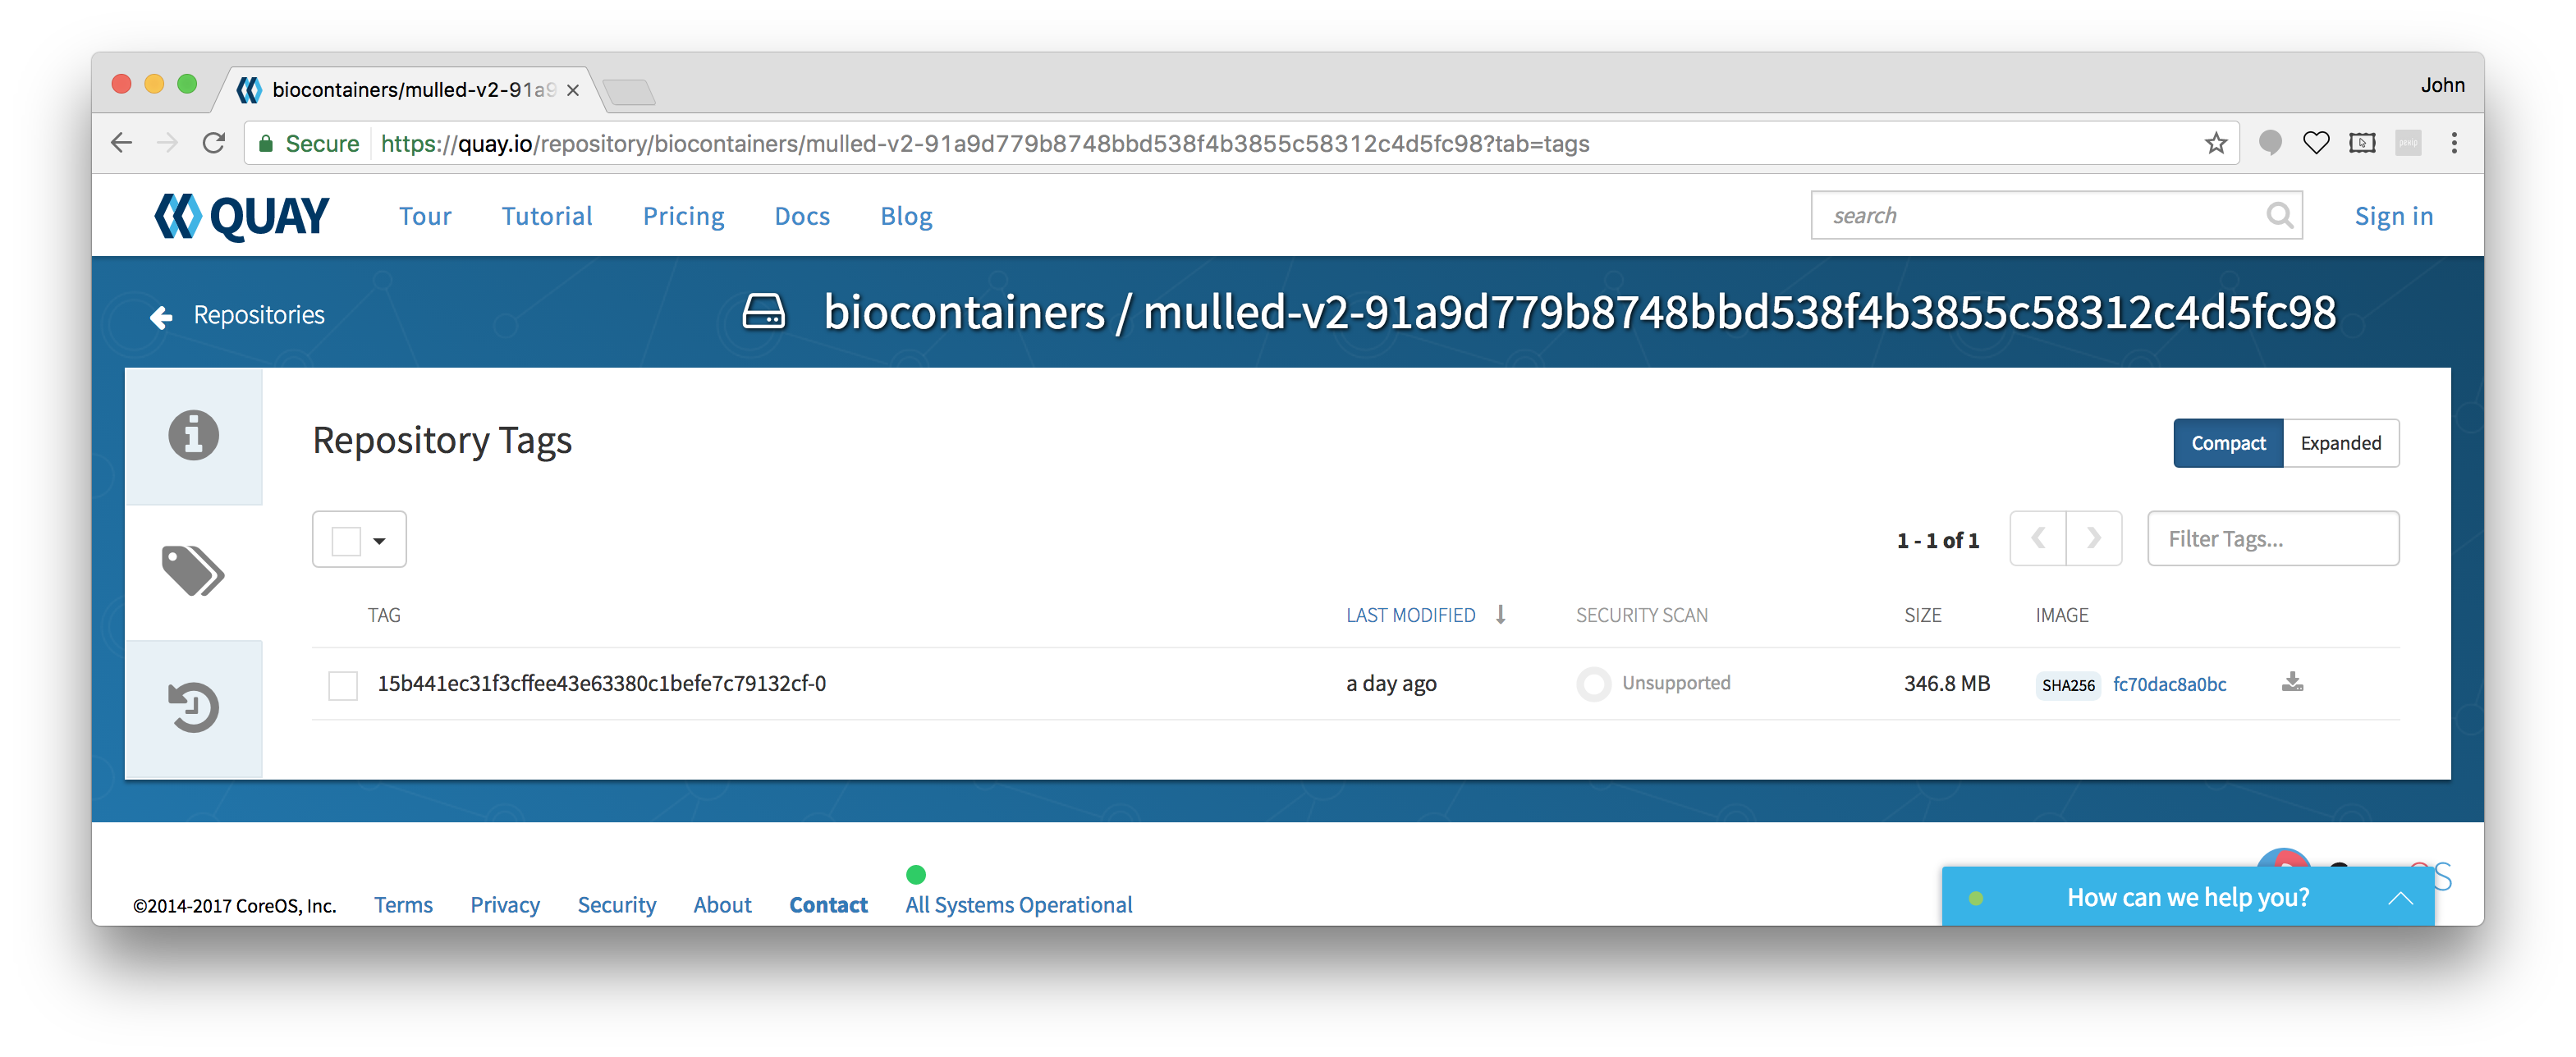 biocontainers/mulled-v2-91a9
John
Secure https://quay.io/repository/biocontainers/mulled-v2-91a9d779b8748bbd538f4b3855c58312c4d5fc98?tab=tags
QUAY Tour Tutorial Pricing Docs Blog search Sign in
Repositories biocontainers / mulled-v2-91a9d779b8748bbd538f4b3855c58312c4d5fc98
Repository Tags Compact Expanded
1 - 1 of 1 Filter Tags...
TAG LAST MODIFIED SECURITY SCAN SIZE IMAGE
15b441ec31f3cffee43e63380c1befe7c79132cf-0 a day ago Unsupported 346.8 MB SHA256 fc70dac8a0bc
©2014-2017 CoreOS, Inc. Terms Privacy Security About Contact All Systems Operational
How can we help you?